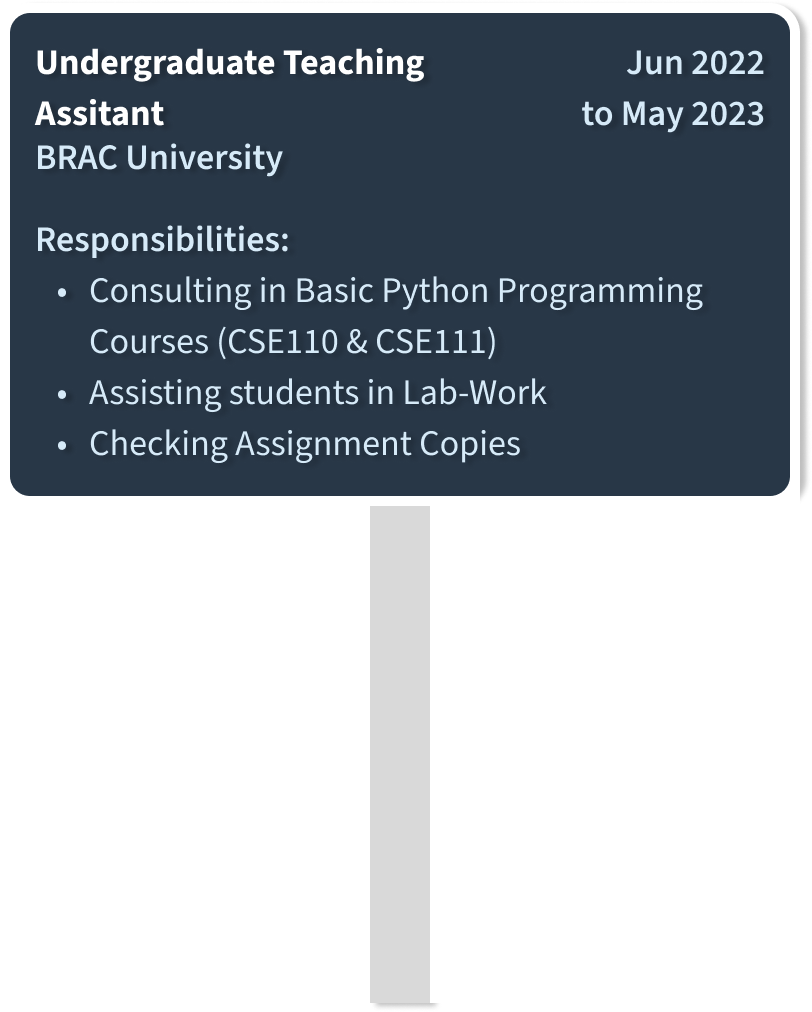 Undergraduate Teaching Jun 2022
Assitant to May 2023
BRAC University
Responsibilities:
• Consulting in Basic Python Programming
Courses (CSE110 & CSE111)
• Assisting students in Lab-Work
• Checking Assignment Copies